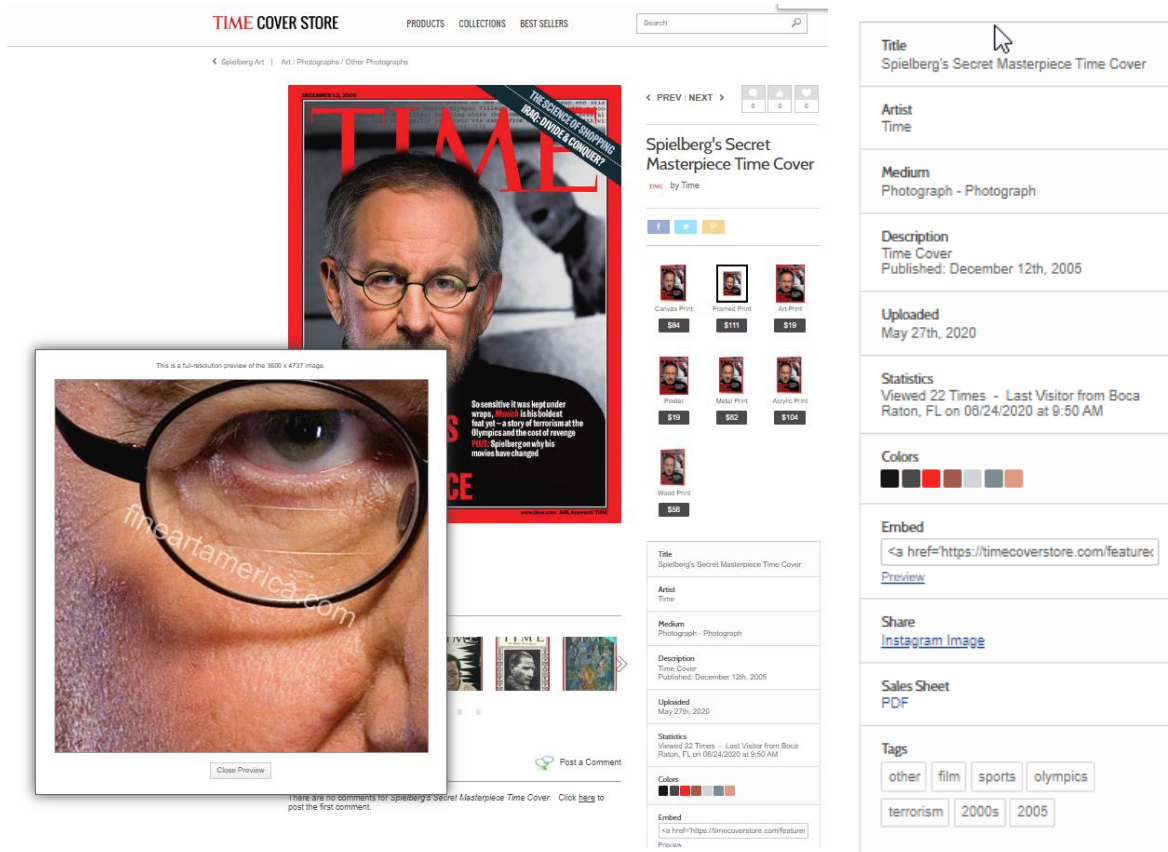 TIME COVER STORE
PRODUCTS COLLECTIONS BEST SELLERS
Search
Spielberg Art | Art / Photographs / Other Photographs
DECEMBER 12, 2005
TIME
THE SCIENCE OF SHOPPING
IRAQ: DIVIDE & CONQUER?
So sensitive it was kept under
wraps, Munich is his boldest
feat yet – a story of terrorism at the
Olympics and the cost of revenge
PLUS: Spielberg on why his
movies have changed
S
CE
www.time.com AOL Keyword: TIME
PREV | NEXT
0 0 0
Spielberg's Secret
Masterpiece Time Cover
TIME by Time
Canvas Print Framed Print Art Print
$84 $111 $19
Poster Metal Print Acrylic Print
$19 $82 $104
Wood Print
$56
This is a full-resolution preview of the 3600 x 4737 image.
fineartamerica.com
Close Preview
Post a Comment
There are no comments for Spielberg's Secret Masterpiece Time Cover. Click here to
post the first comment.
Title
Spielberg's Secret Masterpiece Time Cover
Artist
Time
Medium
Photograph - Photograph
Description
Time Cover
Published: December 12th, 2005
Uploaded
May 27th, 2020
Statistics
Viewed 22 Times - Last Visitor from Boca
Raton, FL on 06/24/2020 at 9:50 AM
Colors
Embed
<a href='https://timecoverstore.com/feature
Preview
Title
Spielberg's Secret Masterpiece Time Cover
Artist
Time
Medium
Photograph - Photograph
Description
Time Cover
Published: December 12th, 2005
Uploaded
May 27th, 2020
Statistics
Viewed 22 Times - Last Visitor from Boca
Raton, FL on 06/24/2020 at 9:50 AM
Colors
Embed
<a href='https://timecoverstore.com/featured
Preview
Share
Instagram Image
Sales Sheet
PDF
Tags
other film sports olympics
terrorism 2000s 2005